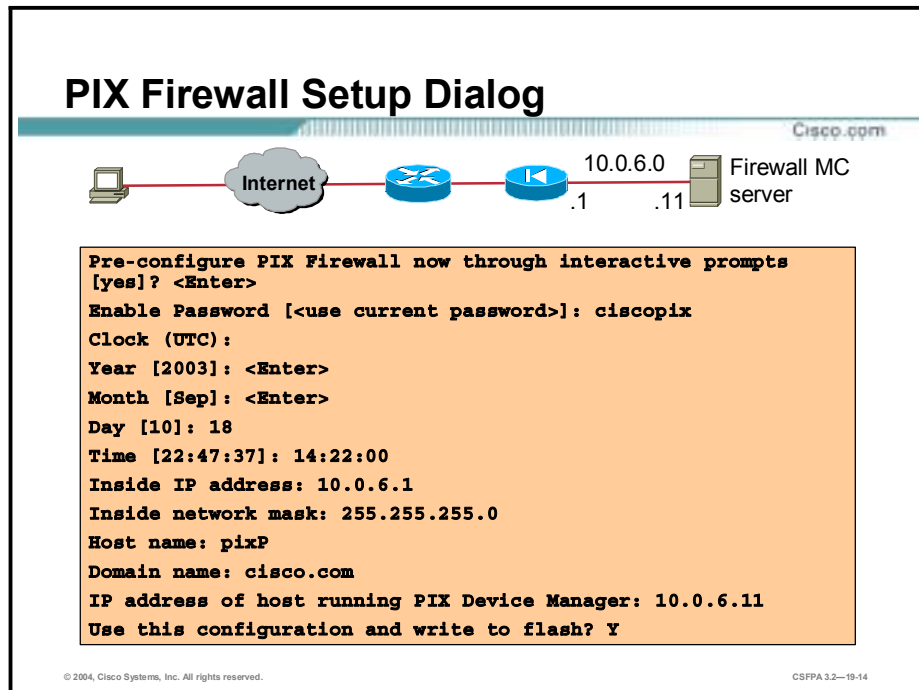 PIX Firewall Setup Dialog
Cisco.com
Internet
10.0.6.0
.1
.11
Firewall MC
server
Pre-configure PIX Firewall now through interactive prompts
[yes]? <Enter>
Enable Password [<use current password>]: ciscopix
Clock (UTC):
Year [2003]: <Enter>
Month [Sep]: <Enter>
Day [10]: 18
Time [22:47:37]: 14:22:00
Inside IP address: 10.0.6.1
Inside network mask: 255.255.255.0
Host name: pixP
Domain name: cisco.com
IP address of host running PIX Device Manager: 10.0.6.11
Use this configuration and write to flash? Y
© 2004, Cisco Systems, Inc. All rights reserved.
CSFPA 3.2—19-14